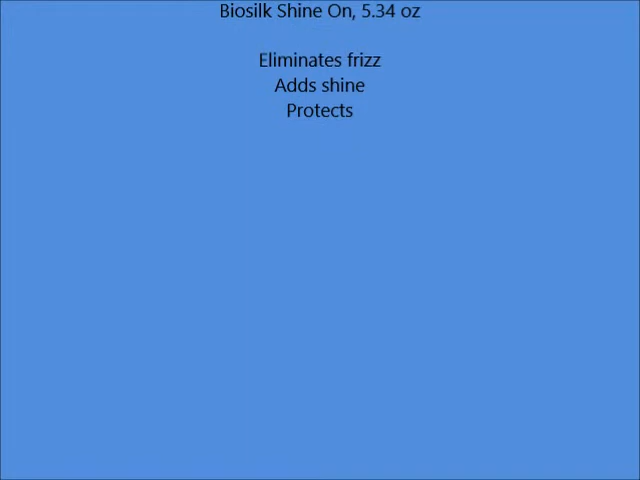 Biosilk Shine On, 5.34 oz
Eliminates frizz
Adds shine
Protects